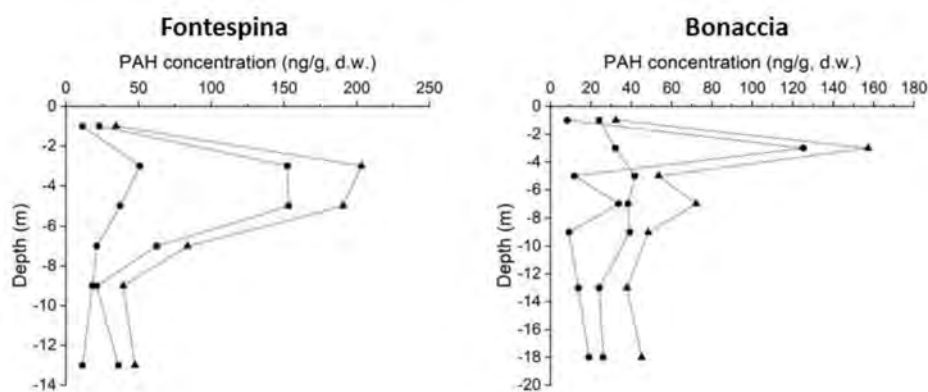 Fontespina
PAH concentration (ng/g, d.w.)
0 50 100 150 200 250
0
-2
-4
-6
-8
-10
-12
-14
Depth (m)
Bonaccia
PAH concentration (ng/g, d.w.)
0 20 40 60 80 100 120 140 160 180
0
-2
-4
-6
-8
-10
-12
-14
-16
-18
-20
Depth (m)